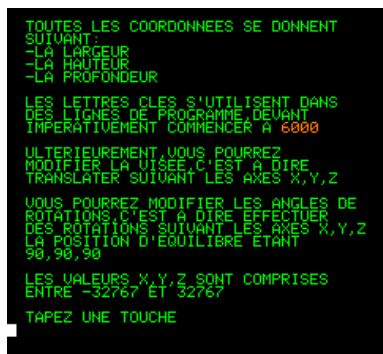 TOUTES LES COORDONNEES SE DONNENT
SUIVANT:
-LA LARGEUR
-LA HAUTEUR
-LA PROFONDEUR
LES LETTRES CLES S'UTILISENT DANS
DES LIGNES DE PROGRAMME,DEVANT
IMPERATIVEMENT COMMENCER A 6000
ULTERIEUREMENT,VOUS POURREZ
MODIFIER LA VISEE,C'EST A DIRE
TRANSLATER SUIVANT LES AXES X,Y,Z
VOUS POURREZ MODIFIER LES ANGLES DE
ROTATIONS,C'EST A DIRE EFFECTUER
DES ROTATIONS SUIVANT LES AXES X,Y,Z
LA POSITION D'EQUILIBRE ETANT
90,90,90
LES VALEURS X,Y,Z SONT COMPRISES
ENTRE -32767 ET 32767
TAPEZ UNE TOUCHE